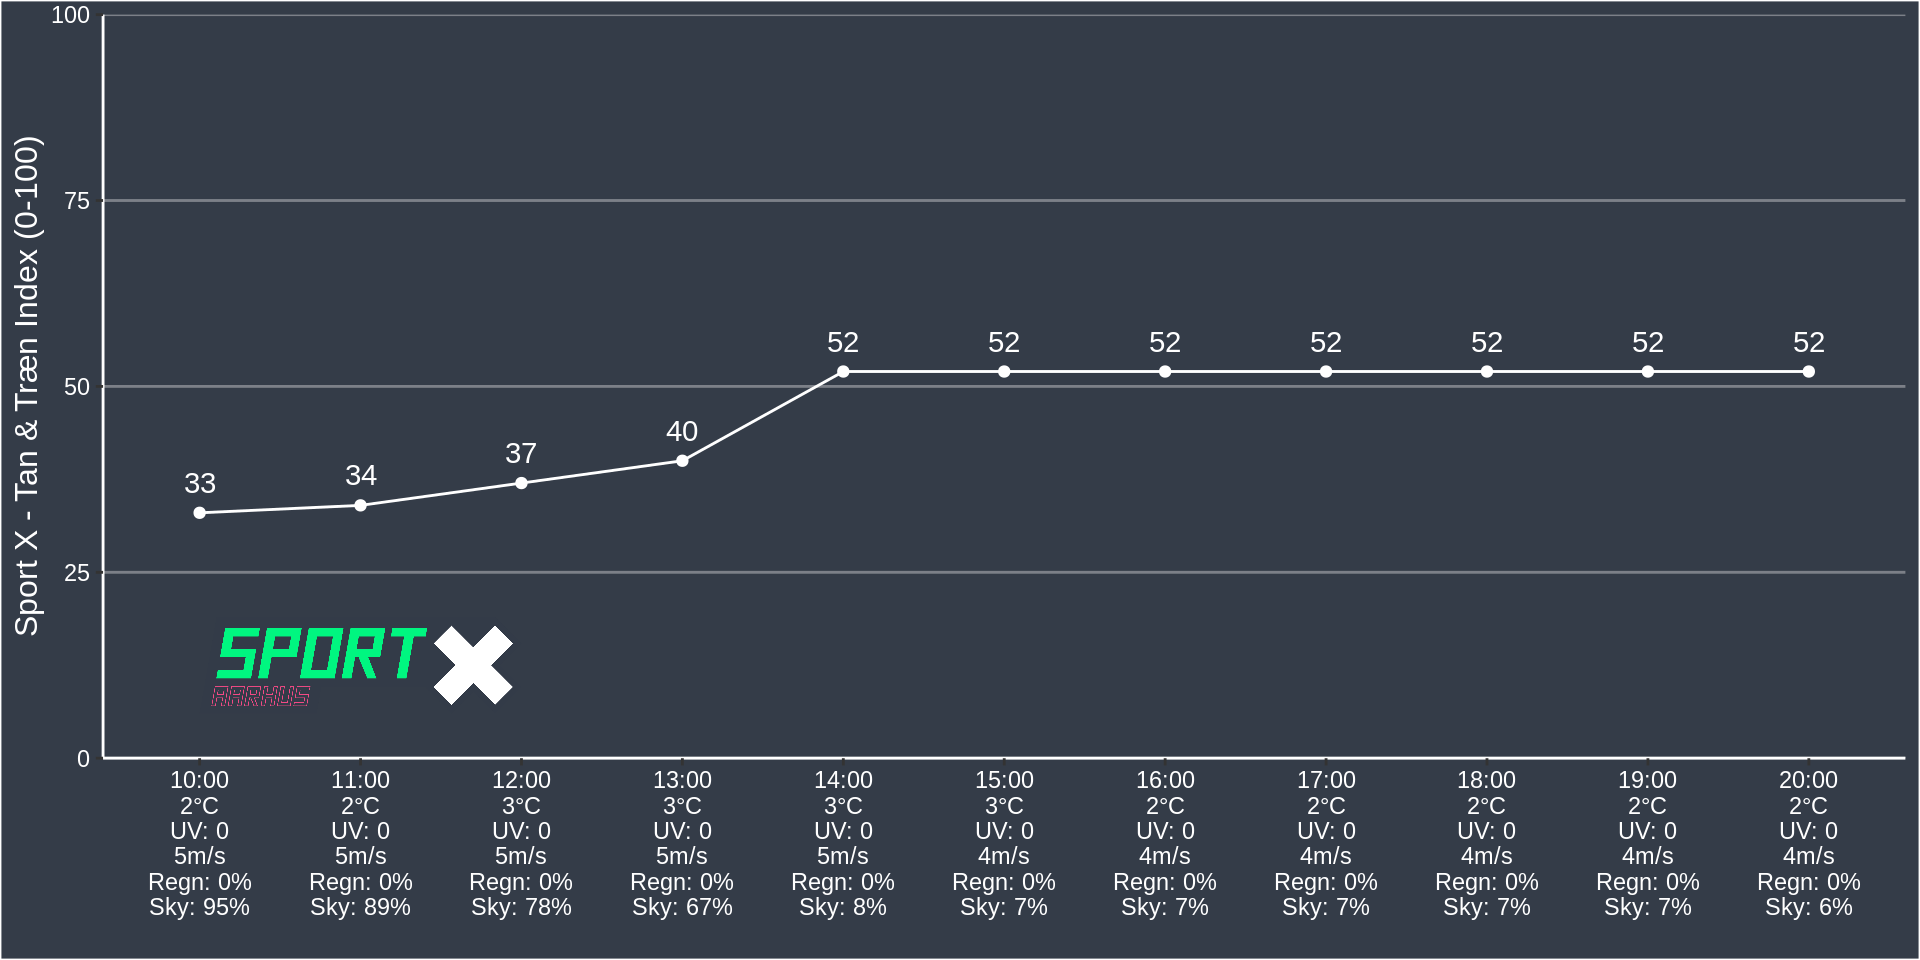 Sport X - Tan & Træn Index (0-100)
100
75
50
25
0
33
34
37
40
52
52
52
52
52
52
52
SPORT X
AARHUS
10:00 11:00 12:00 13:00 14:00 15:00 16:00 17:00 18:00 19:00 20:00
2°C 2°C 3°C 3°C 3°C 3°C 2°C 2°C 2°C 2°C 2°C
UV: 0 UV: 0 UV: 0 UV: 0 UV: 0 UV: 0 UV: 0 UV: 0 UV: 0 UV: 0 UV: 0
5m/s 5m/s 5m/s 5m/s 5m/s 4m/s 4m/s 4m/s 4m/s 4m/s 4m/s
Regn: 0% Regn: 0% Regn: 0% Regn: 0% Regn: 0% Regn: 0% Regn: 0% Regn: 0% Regn: 0% Regn: 0% Regn: 0%
Sky: 95% Sky: 89% Sky: 78% Sky: 67% Sky: 8% Sky: 7% Sky: 7% Sky: 7% Sky: 7% Sky: 7% Sky: 6%